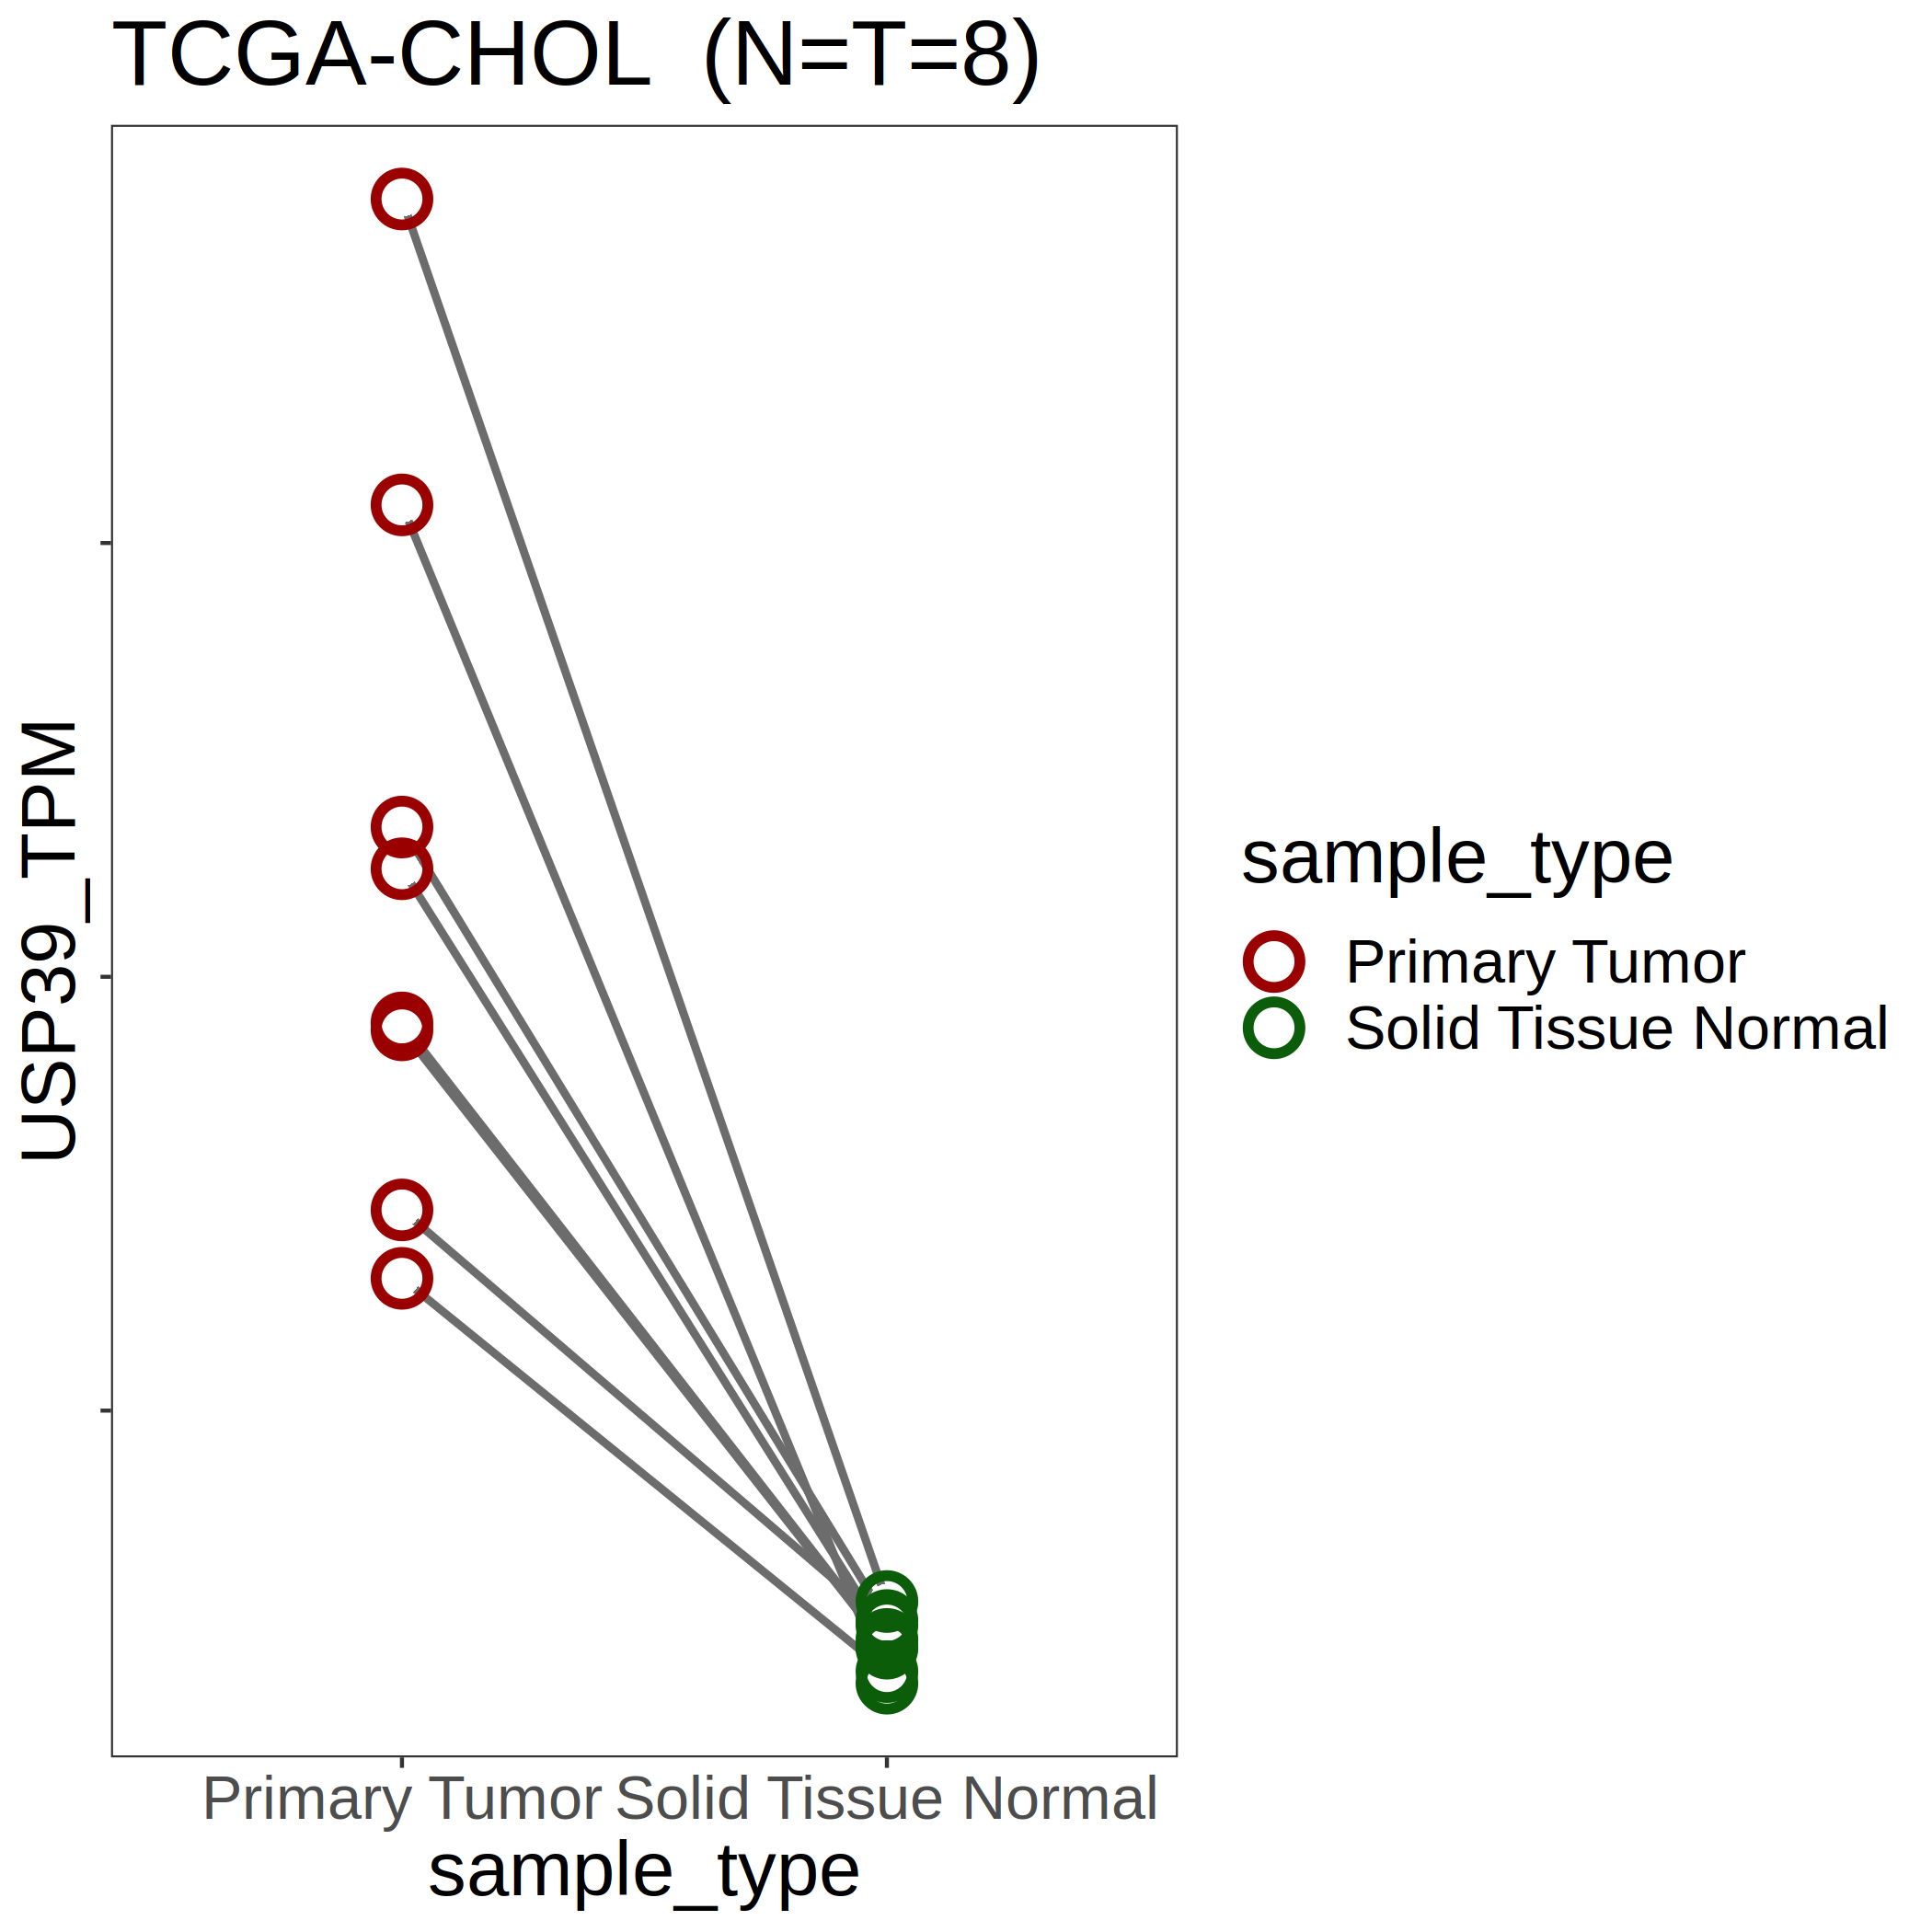 TCGA-CHOL  (N=T=8)
USP39_TPM
sample_type
Primary Tumor
Solid Tissue Normal
Primary Tumor Solid Tissue Normal
sample_type